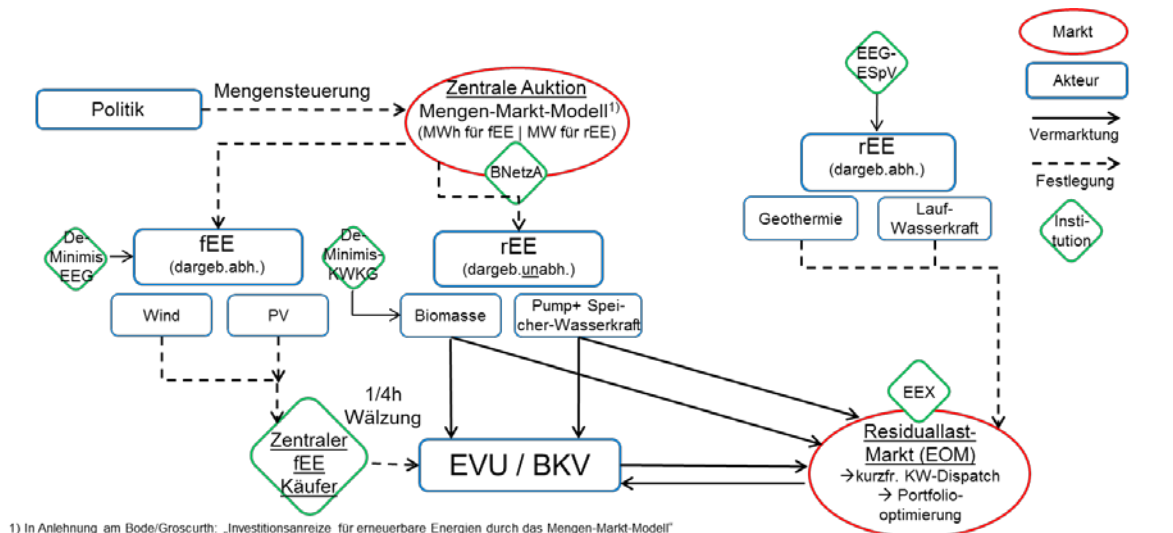 Politik
Mengensteuerung
Zentrale Auktion
Mengen-Markt-Modell1)
(MWh für fEE | MW für rEE)
BNetzA
EEG-
ESpV
rEE
(dargeb.abh.)
Geothermie
Lauf-
Wasserkraft
Markt
Akteur
Vermarktung
Festlegung
Insti-
tution
De-
Minimis
EEG
fEE
(dargeb.abh.)
Wind
PV
De-
Minimis-
KWKG
rEE
(dargeb.unabh.)
Biomasse
Pump+ Spei-
cher-Wasserkraft
1/4h
Wälzung
Zentraler
fEE
Käufer
EVU / BKV
EEX
Residuallast-
Markt (EOM)
→kurzfr. KW-Dispatch
→ Portfolio-
optimierung
1) In Anlehnung am Bode/Groscurth: „Investitionsanreize für erneuerbare Energien durch das Mengen-Markt-Modell"